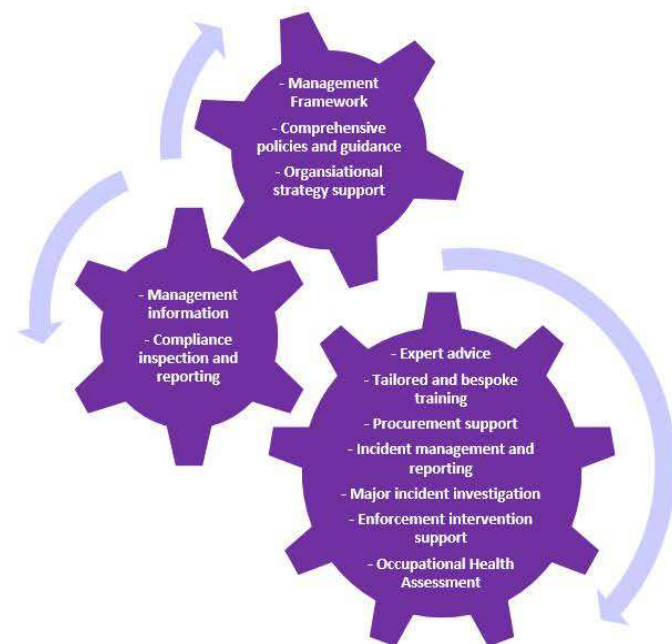 - Management
Framework
- Comprehensive
policies and guidance
- Organsiational
strategy support
- Management
information
- Compliance
inspection and
reporting
- Expert advice
- Tailored and bespoke
training
- Procurement support
- Incident management and
reporting
- Major incident investigation
- Enforcement intervention
support
- Occupational Health
Assessment